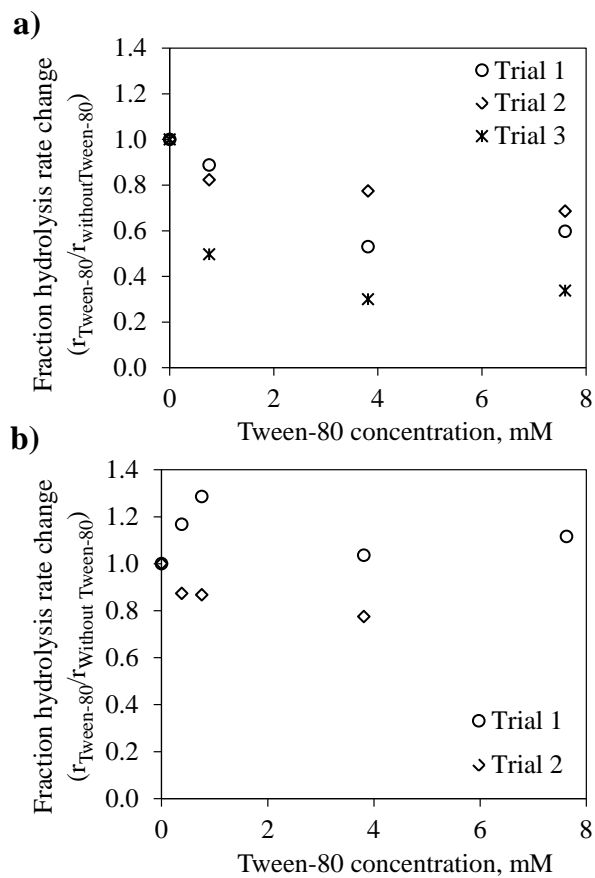 a)
1.4
1.2
1.0
0.8
0.6
0.4
0.2
0.0
Fraction hydrolysis rate change
(rTween-80/rwithoutTween-80)
Trial 1
Trial 2
Trial 3
0 2 4 6 8
Tween-80 concentration, mM
b)
1.4
1.2
1.0
0.8
0.6
0.4
0.2
0.0
Fraction hydrolysis rate change
(rTween-80/rWithout Tween-80)
Trial 1
Trial 2
0 2 4 6 8
Tween-80 concentration, mM